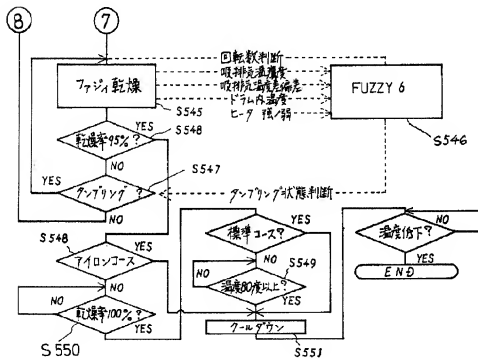 ⑧ ⑦
回転数判断
吸排気温度
ファジィ乾燥
吸排気温度差偏差
FUZZY 6
ドラム内温度
ヒータ 強/弱
S545
S546
YES
S548
乾燥率95%?
NO
S547
YES
タンブリング?
タンブリング状態判断
NO
S548
標準コース?
NO
温度低下?
アイロンコース
YES
NO
YES
YES
NO
NO
S549
温度80度以上?
END
NO
乾燥率100%?
YES
YES
クールダウン
S550
S551